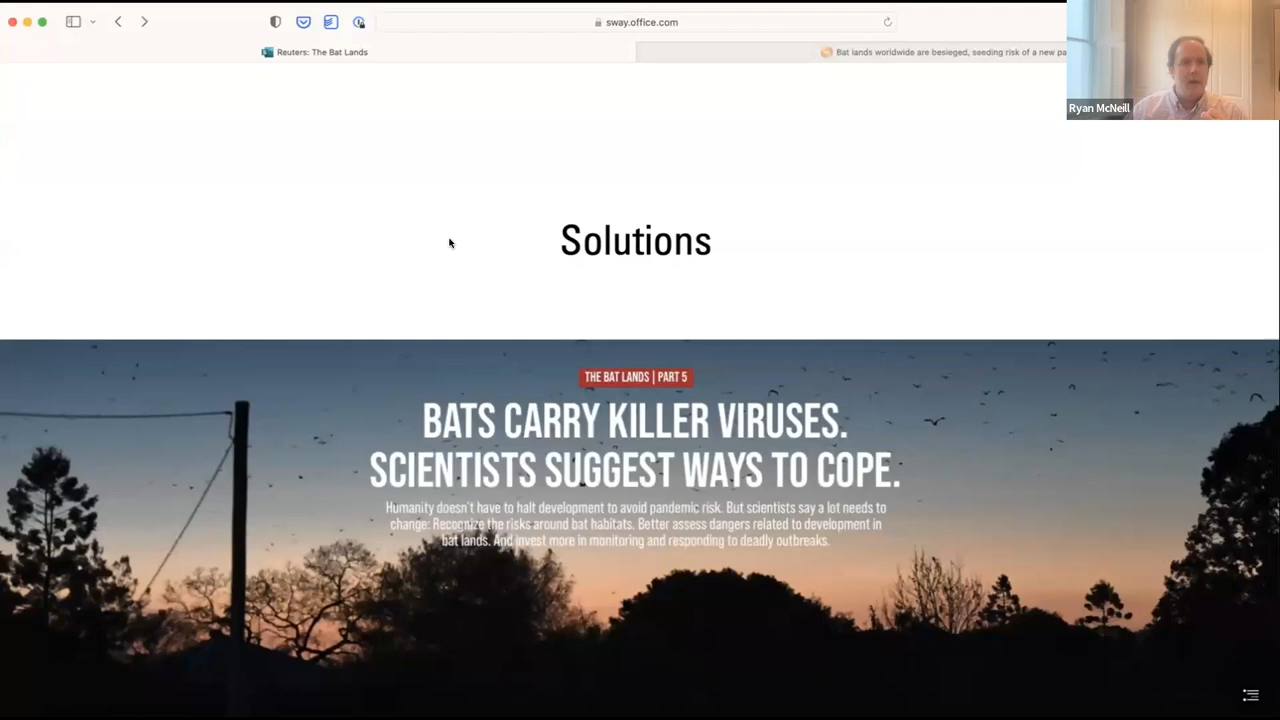 sway.office.com
Reuters: The Bat Lands
Bat lands worldwide are besieged, seeding risk of a new pa
Ryan McNeill
Solutions
THE BAT LANDS | PART 5
BATS CARRY KILLER VIRUSES.
SCIENTISTS SUGGEST WAYS TO COPE.
Humanity doesn't have to halt development to avoid pandemic risk. But scientists say a lot needs to
change: Recognize the risks around bat habitats. Better assess dangers related to development in
bat lands. And invest more in monitoring and responding to deadly outbreaks.